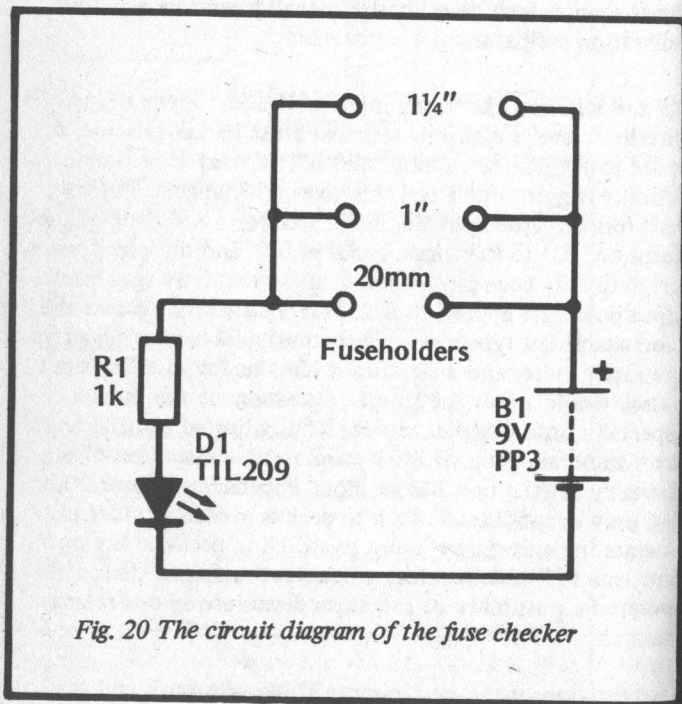 1¼"
1"
20mm
Fuseholders
R1
1k
D1
TIL209
+
B1
9V
PP3
Fig. 20 The circuit diagram of the fuse checker